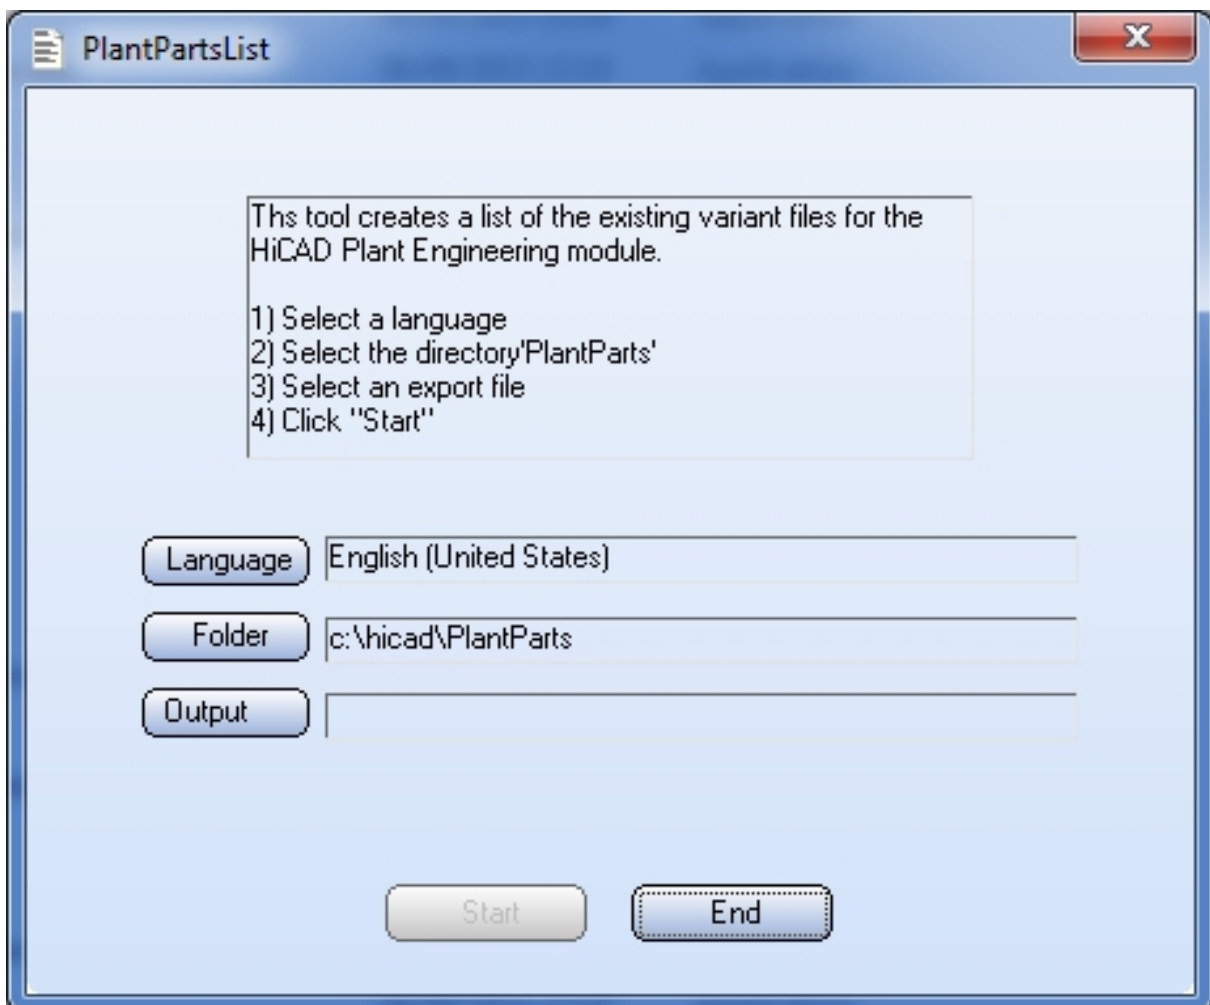 PlantPartsList
Ths tool creates a list of the existing variant files for the
HiCAD Plant Engineering module.
1) Select a language
2) Select the directory'PlantParts'
3) Select an export file
4) Click "Start"
Language English (United States)
Folder c:\hicad\PlantParts
Output
Start End